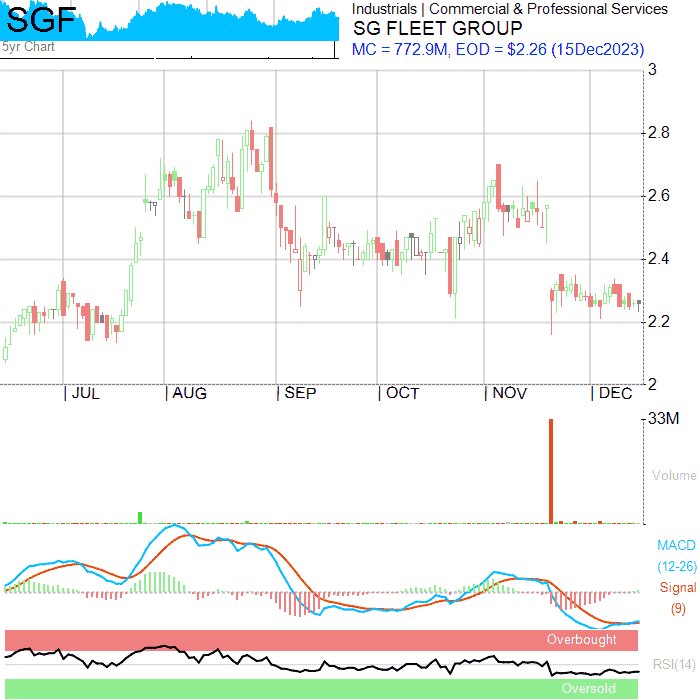 SGF
5yr Chart
Industrials | Commercial & Professional Services
SG FLEET GROUP
MC = 772.9M, EOD = $2.26 (15Dec2023)
3
2.8
2.6
2.4
2.2
2
| JUL
| AUG
| SEP
| OCT
| NOV
| DEC
33M
Volume
MACD
(12-26)
Signal
(9)
Overbought
RSI(14)
Oversold